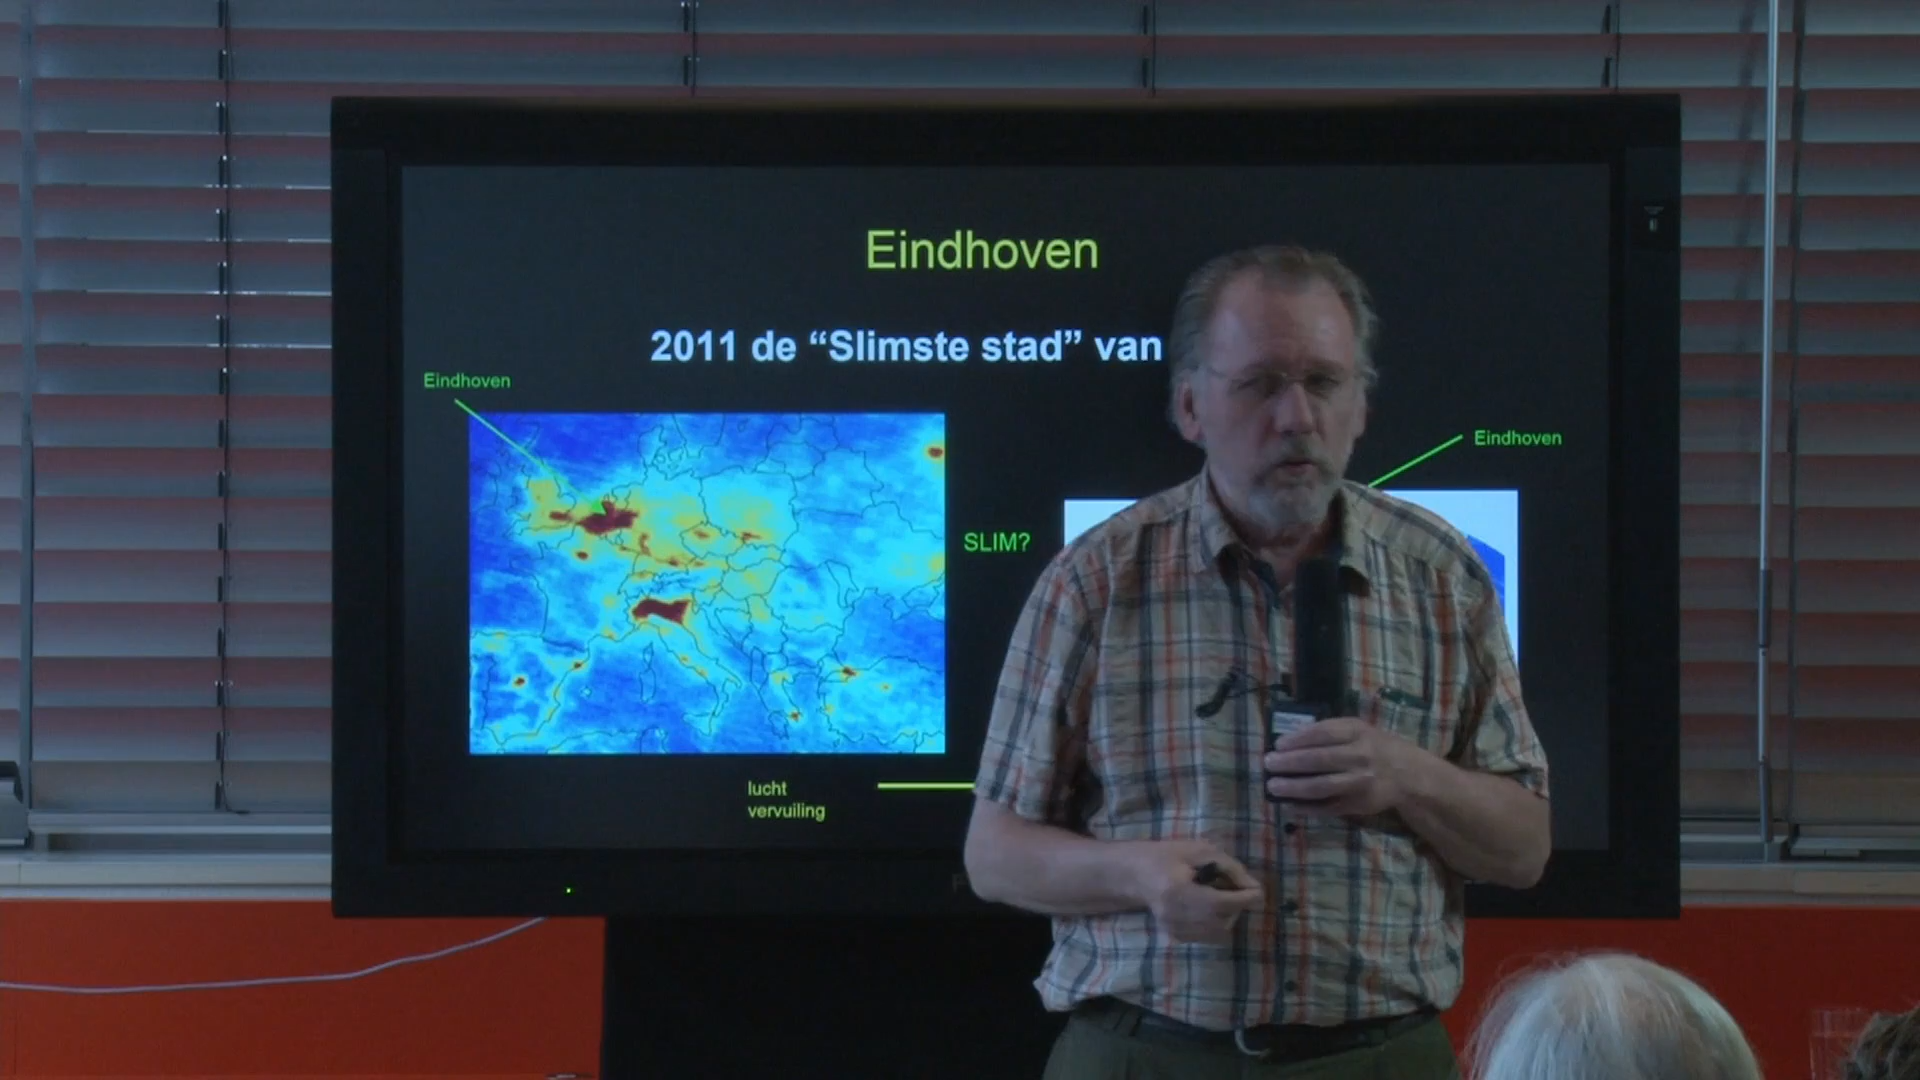 Eindhoven
2011 de “Slimste stad” van
Eindhoven
Eindhoven
SLIM?
lucht
vervuiling